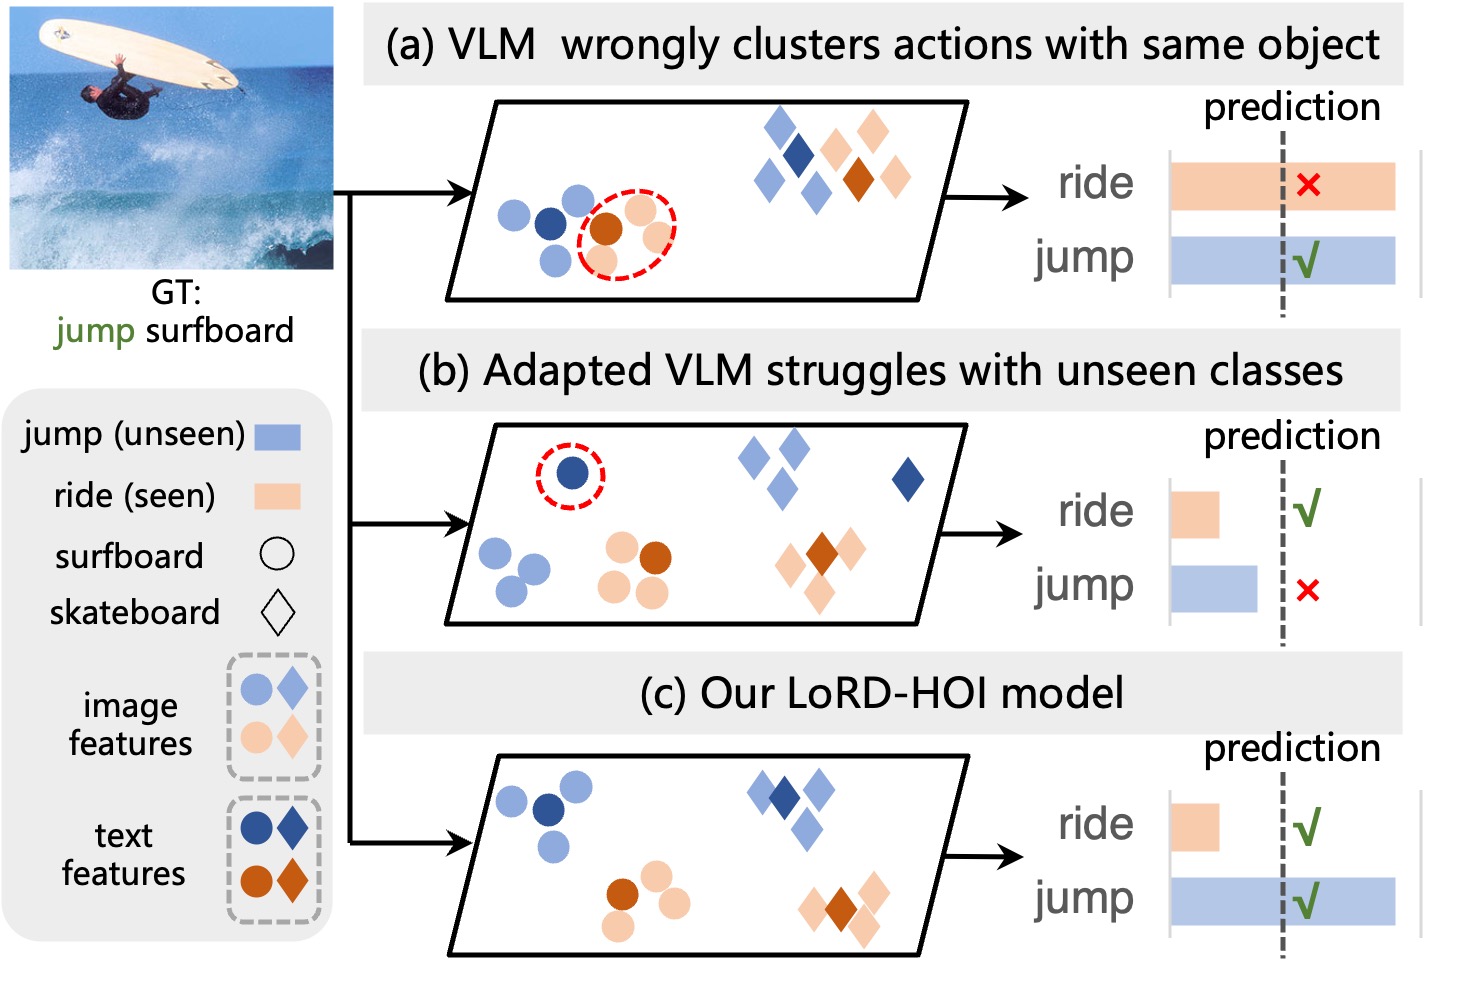 (a) VLM wrongly clusters actions with same object
prediction
ride
×
jump
√
GT:
jump surfboard
(b) Adapted VLM struggles with unseen classes
prediction
ride
√
jump
×
jump (unseen)
ride (seen)
surfboard
skateboard
image
features
text
features
(c) Our LoRD-HOI model
prediction
ride
√
jump
√